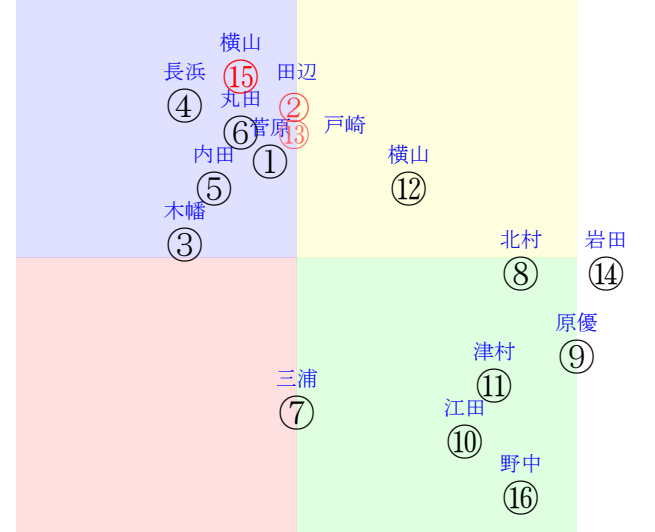 横山
⑮
長浜
④
田辺
②
丸田
⑥
菅原
①
⑬
戸崎
内田
⑤
横山
⑫
木幡
③
北村
⑧
岩田
⑭
原優
⑨
津村
⑪
三浦
⑦
江田
⑩
野中
⑯